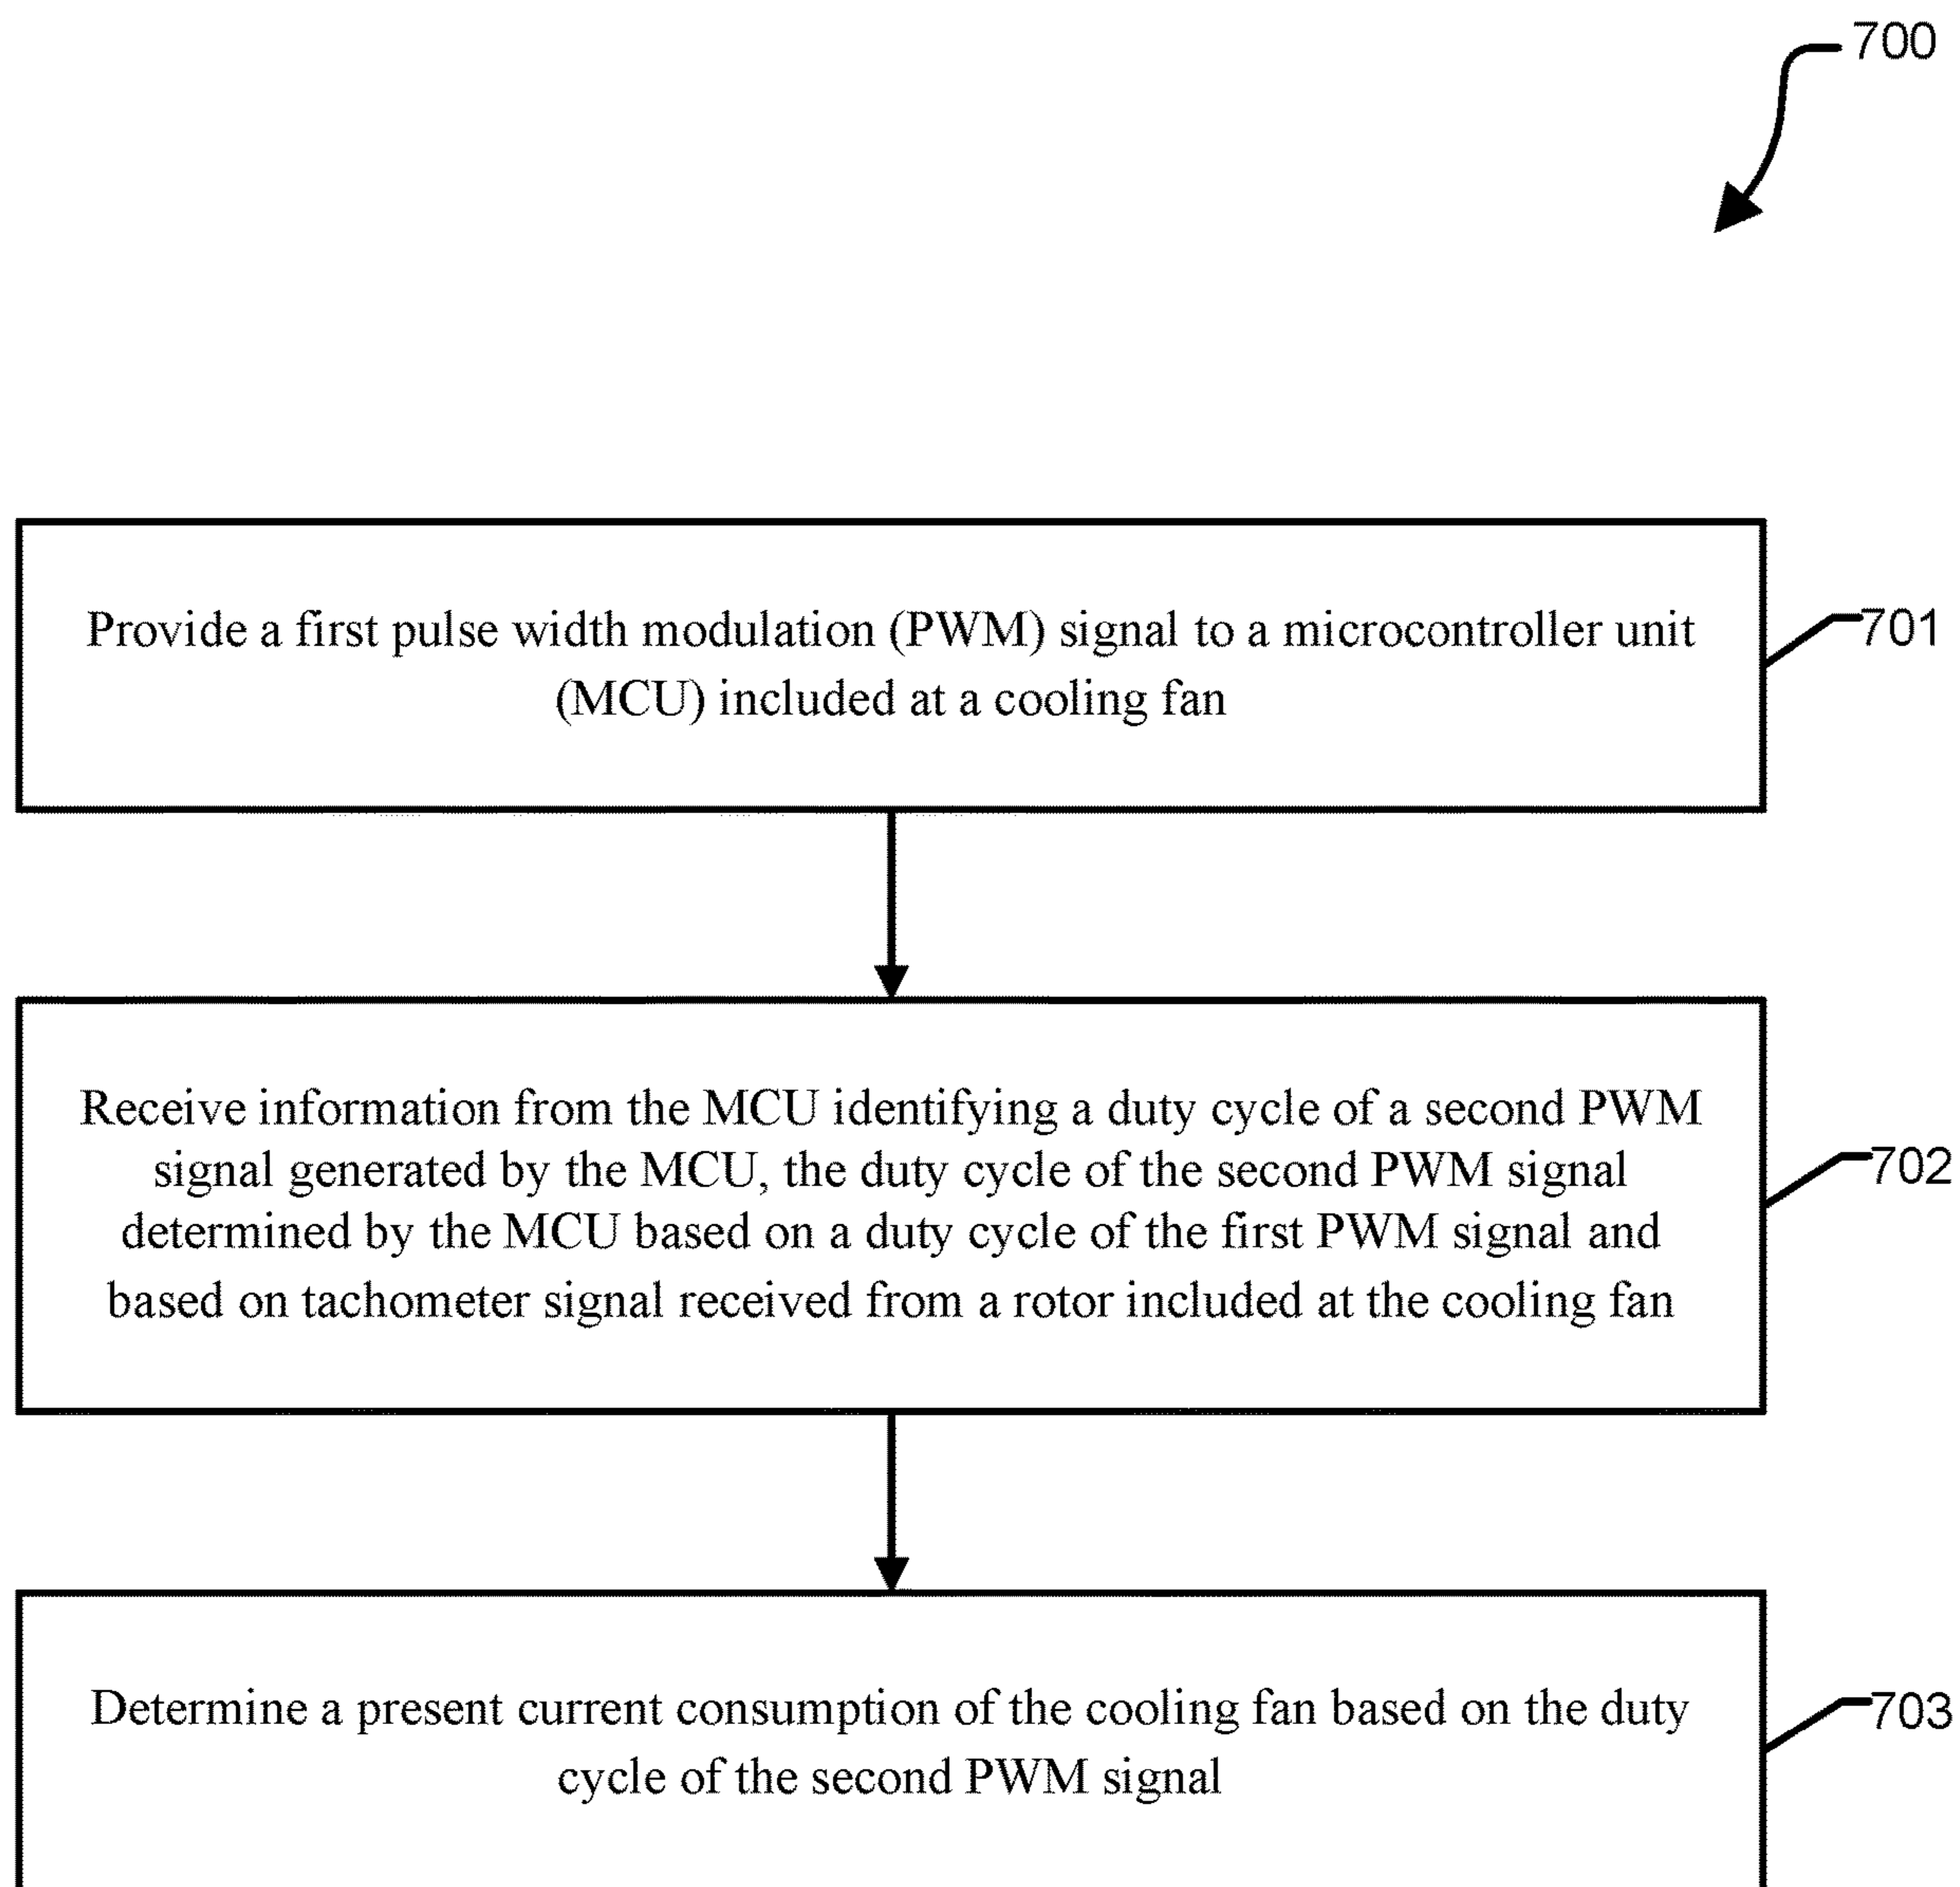 700
Provide a first pulse width modulation (PWM) signal to a microcontroller unit
(MCU) included at a cooling fan
701
Receive information from the MCU identifying a duty cycle of a second PWM
signal generated by the MCU, the duty cycle of the second PWM signal
determined by the MCU based on a duty cycle of the first PWM signal and
based on tachometer signal received from a rotor included at the cooling fan
702
Determine a present current consumption of the cooling fan based on the duty
cycle of the second PWM signal
703